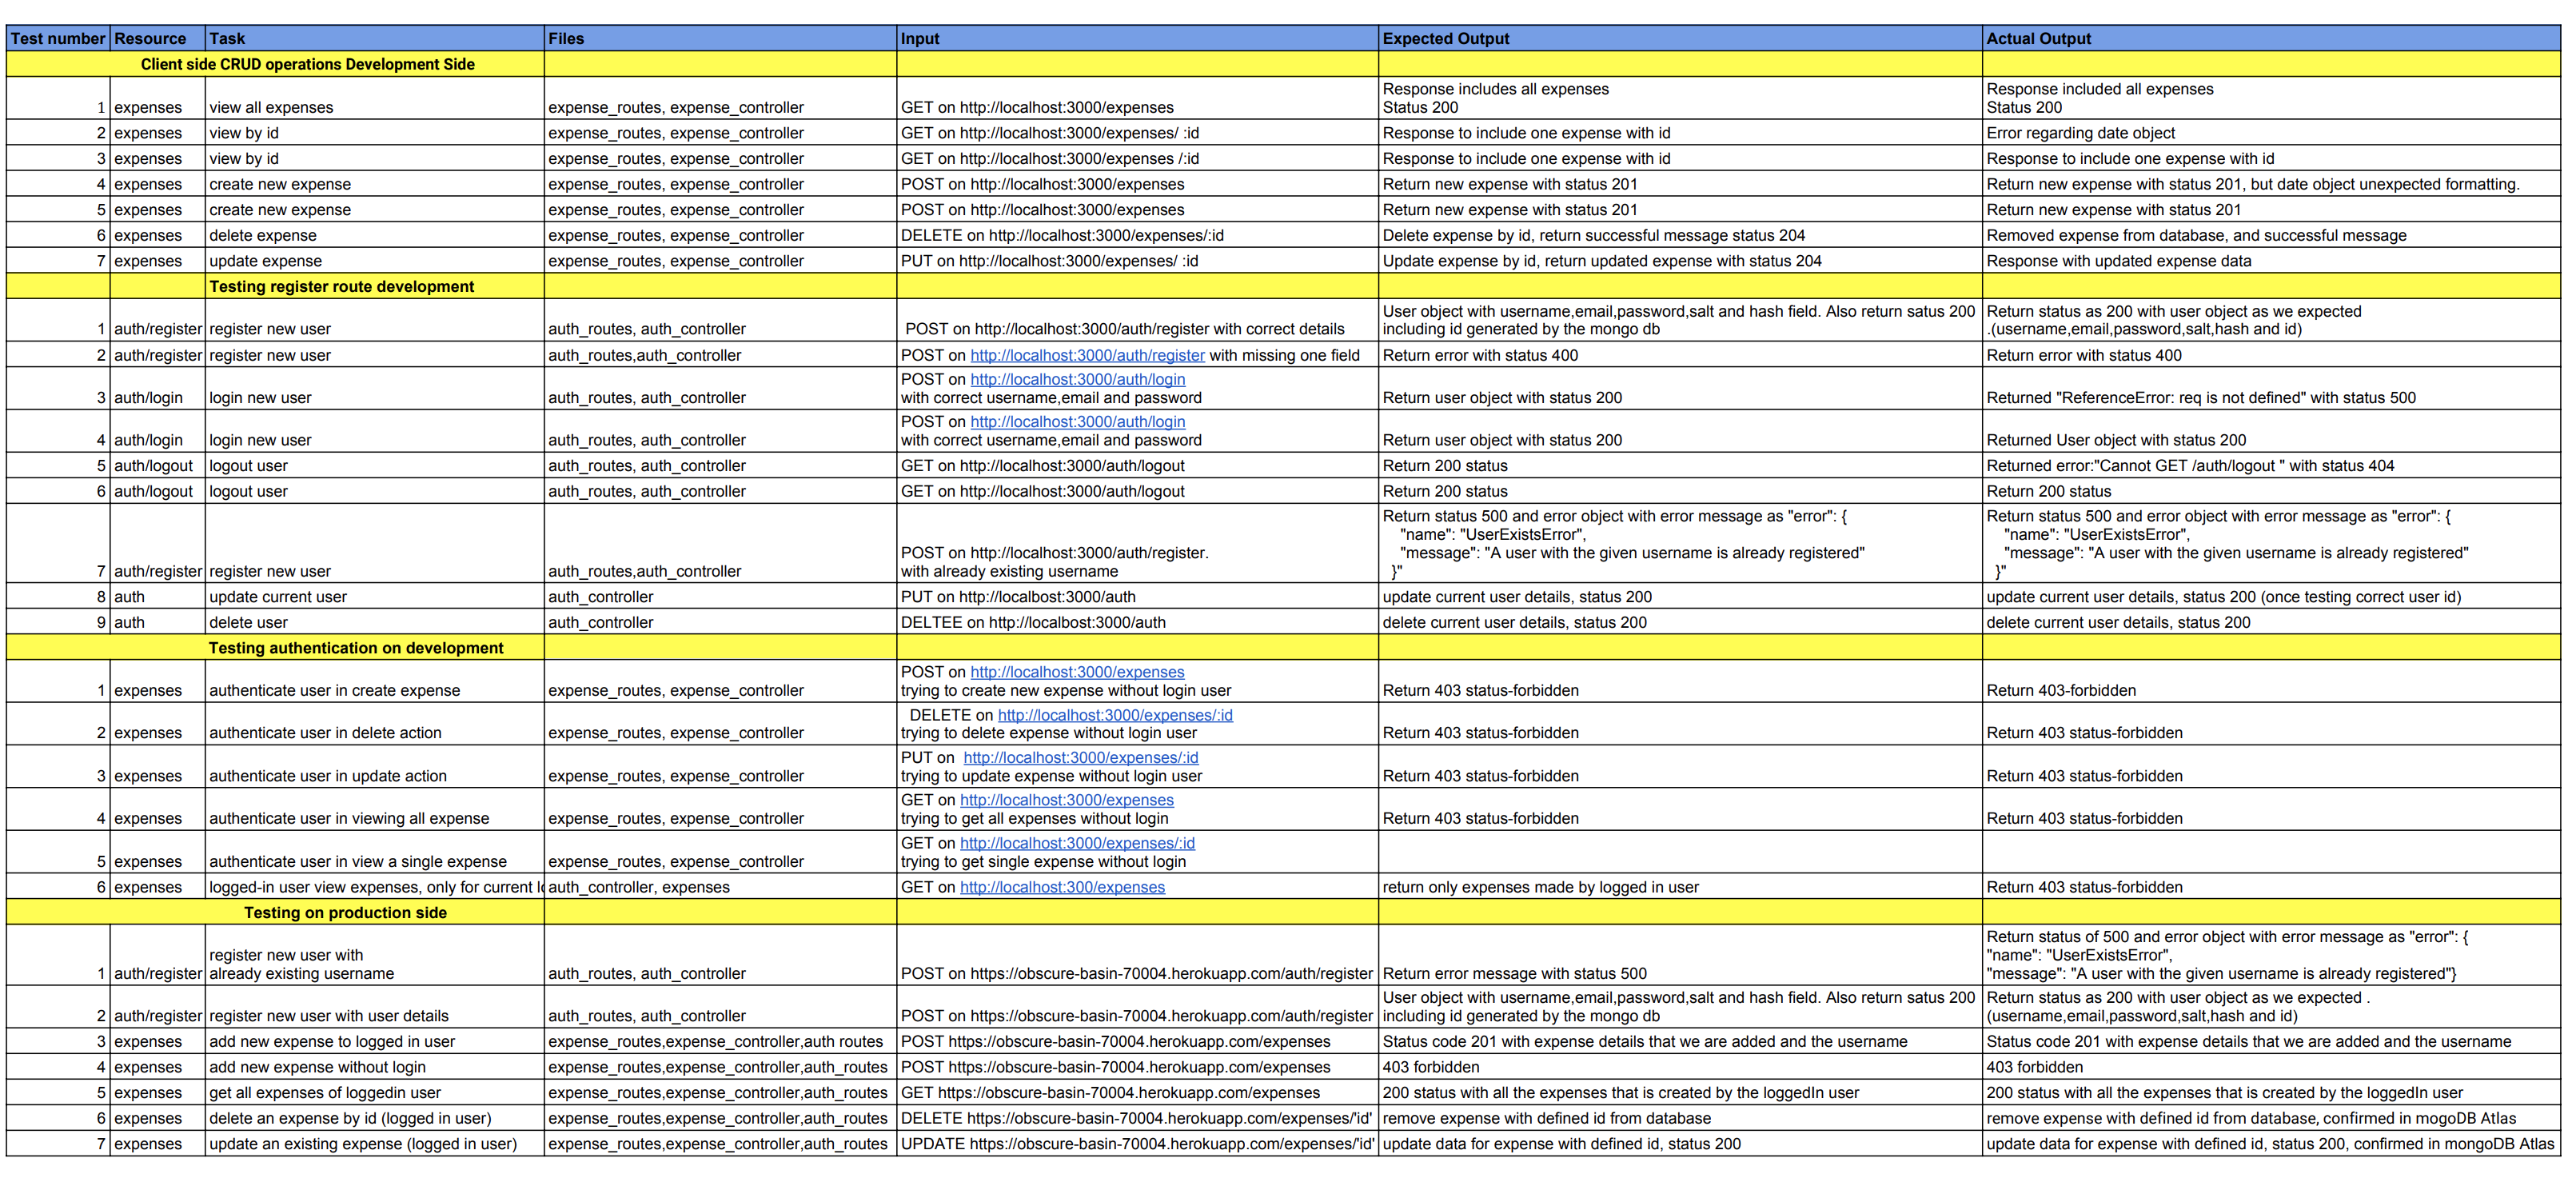 Test number Resource Task Files Input Expected Output Actual Output
Client side CRUD operations Development Side
1 expenses view all expenses expense_routes, expense_controller GET on http://localhost:3000/expenses Response includes all expenses Response included all expenses
Status 200 Status 200
2 expenses view by id expense_routes, expense_controller GET on http://localhost:3000/expenses/ :id Response to include one expense with id Error regarding date object
3 expenses view by id expense_routes, expense_controller GET on http://localhost:3000/expenses /:id Response to include one expense with id Response to include one expense with id
4 expenses create new expense expense_routes, expense_controller POST on http://localhost:3000/expenses Return new expense with status 201 Return new expense with status 201, but date object unexpected formatting.
5 expenses create new expense expense_routes, expense_controller POST on http://localhost:3000/expenses Return new expense with status 201 Return new expense with status 201
6 expenses delete expense expense_routes, expense_controller DELETE on http://localhost:3000/expenses/:id Delete expense by id, return successful message status 204 Removed expense from database, and successful message
7 expenses update expense expense_routes, expense_controller PUT on http://localhost:3000/expenses/ :id Update expense by id, return updated expense with status 204 Response with updated expense data
Testing register route development
1 auth/register register new user auth_routes, auth_controller POST on http://localhost:3000/auth/register with correct details User object with username,email,password,salt and hash field. Also return satus 200 Return status as 200 with user object as we expected
including id generated by the mongo db .(username,email,password,salt,hash and id)
2 auth/register register new user auth_routes,auth_controller POST on http://localhost:3000/auth/register with missing one field Return error with status 400 Return error with status 400
POST on http://localhost:3000/auth/login
3 auth/login login new user auth_routes, auth_controller with correct username,email and password Return user object with status 200 Returned "ReferenceError: req is not defined" with status 500
POST on http://localhost:3000/auth/login
4 auth/login login new user auth_routes, auth_controller with correct username,email and password Return user object with status 200 Returned User object with status 200
5 auth/logout logout user auth_routes, auth_controller GET on http://localhost:3000/auth/logout Return 200 status Returned error:"Cannot GET /auth/logout " with status 404
6 auth/logout logout user auth_routes, auth_controller GET on http://localhost:3000/auth/logout Return 200 status Return 200 status
Return status 500 and error object with error message as "error": { Return status 500 and error object with error message as "error": {
"name": "UserExistsError", "name": "UserExistsError",
POST on http://localhost:3000/auth/register. "message": "A user with the given username is already registered" "message": "A user with the given username is already registered"
7 auth/register register new user auth_routes,auth_controller with already existing username }" }"
8 auth update current user auth_controller PUT on http://localbost:3000/auth update current user details, status 200 update current user details, status 200 (once testing correct user id)
9 auth delete user auth_controller DELTEE on http://localbost:3000/auth delete current user details, status 200 delete current user details, status 200
Testing authentication on development
POST on http://localhost:3000/expenses
1 expenses authenticate user in create expense expense_routes, expense_controller trying to create new expense without login user Return 403 status-forbidden Return 403-forbidden
DELETE on http://localhost:3000/expenses/:id
2 expenses authenticate user in delete action expense_routes, expense_controller trying to delete expense without login user Return 403 status-forbidden Return 403 status-forbidden
PUT on http://localhost:3000/expenses/:id
3 expenses authenticate user in update action expense_routes, expense_controller trying to update expense without login user Return 403 status-forbidden Return 403 status-forbidden
GET on http://localhost:3000/expenses
4 expenses authenticate user in viewing all expense expense_routes, expense_controller trying to get all expenses without login Return 403 status-forbidden Return 403 status-forbidden
GET on http://localhost:3000/expenses/:id
5 expenses authenticate user in view a single expense expense_routes, expense_controller trying to get single expense without login
6 expenses logged-in user view expenses, only for current auth_controller, expenses GET on http://localhost:300/expenses return only expenses made by logged in user Return 403 status-forbidden
Testing on production side
Return status of 500 and error object with error message as "error": {
register new user with "name": "UserExistsError",
1 auth/register already existing username auth_routes, auth_controller POST on https://obscure-basin-70004.herokuapp.com/auth/register Return error message with status 500 "message": "A user with the given username is already registered"}
User object with username,email,password,salt and hash field. Also return satus 200 Return status as 200 with user object as we expected .
2 auth/register register new user with user details auth_routes, auth_controller POST on https://obscure-basin-70004.herokuapp.com/auth/register including id generated by the mongo db (username,email,password,salt,hash and id)
3 expenses add new expense to logged in user expense_routes,expense_controller,auth routes POST https://obscure-basin-70004.herokuapp.com/expenses Status code 201 with expense details that we are added and the username Status code 201 with expense details that we are added and the username
4 expenses add new expense without login expense_routes,expense_controller,auth_routes POST https://obscure-basin-70004.herokuapp.com/expenses 403 forbidden 403 forbidden
5 expenses get all expenses of loggedin user expense_routes,expense_controller,auth_routes GET https://obscure-basin-70004.herokuapp.com/expenses 200 status with all the expenses that is created by the loggedIn user 200 status with all the expenses that is created by the loggedIn user
6 expenses delete an expense by id (logged in user) expense_routes,expense_controller,auth_routes DELETE https://obscure-basin-70004.herokuapp.com/expenses/'id' remove expense with defined id from database remove expense with defined id from database, confirmed in mogoDB Atlas
7 expenses update an existing expense (logged in user) expense_routes,expense_controller,auth_routes UPDATE https://obscure-basin-70004.herokuapp.com/expenses/'id' update data for expense with defined id, status 200 update data for expense with defined id, status 200, confirmed in mongoDB Atlas